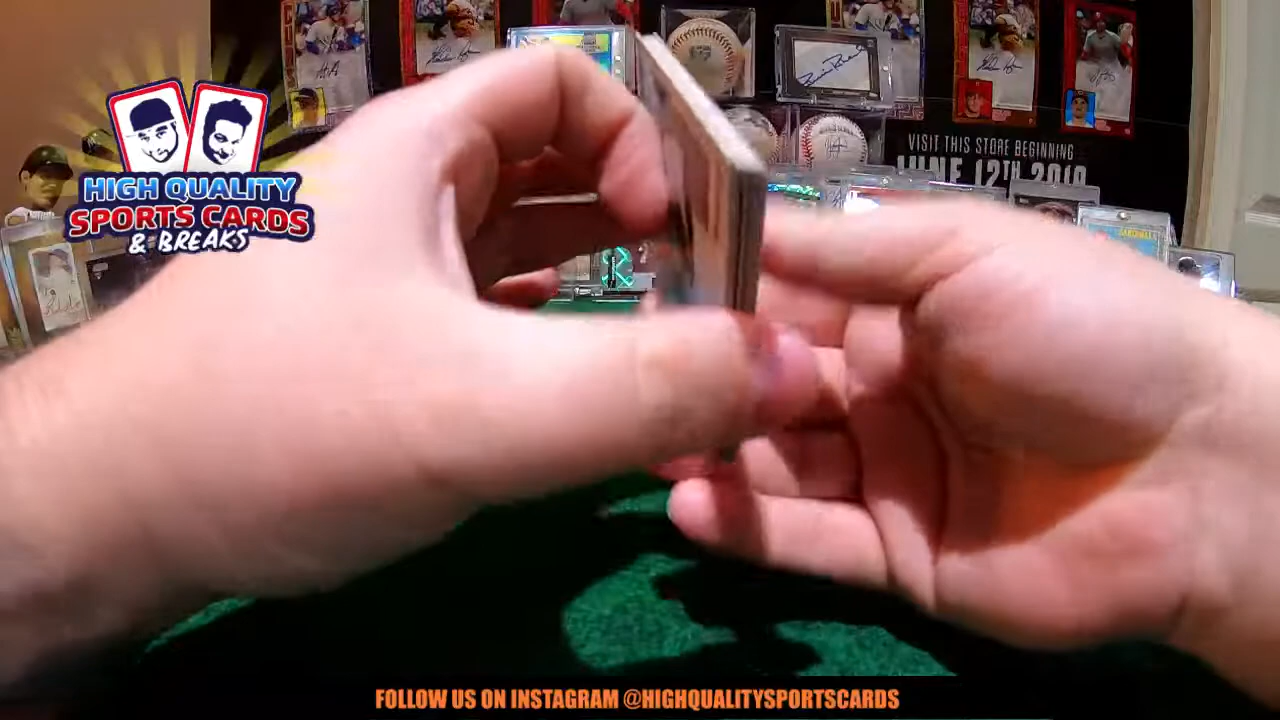 HIGH QUALITY
SPORTS CARDS
& BREAKS
VISIT THIS STORE BEGINNING
JUNE 12TH 2019
FOLLOW US ON INSTAGRAM @HIGHQUALITYSPORTSCARDS